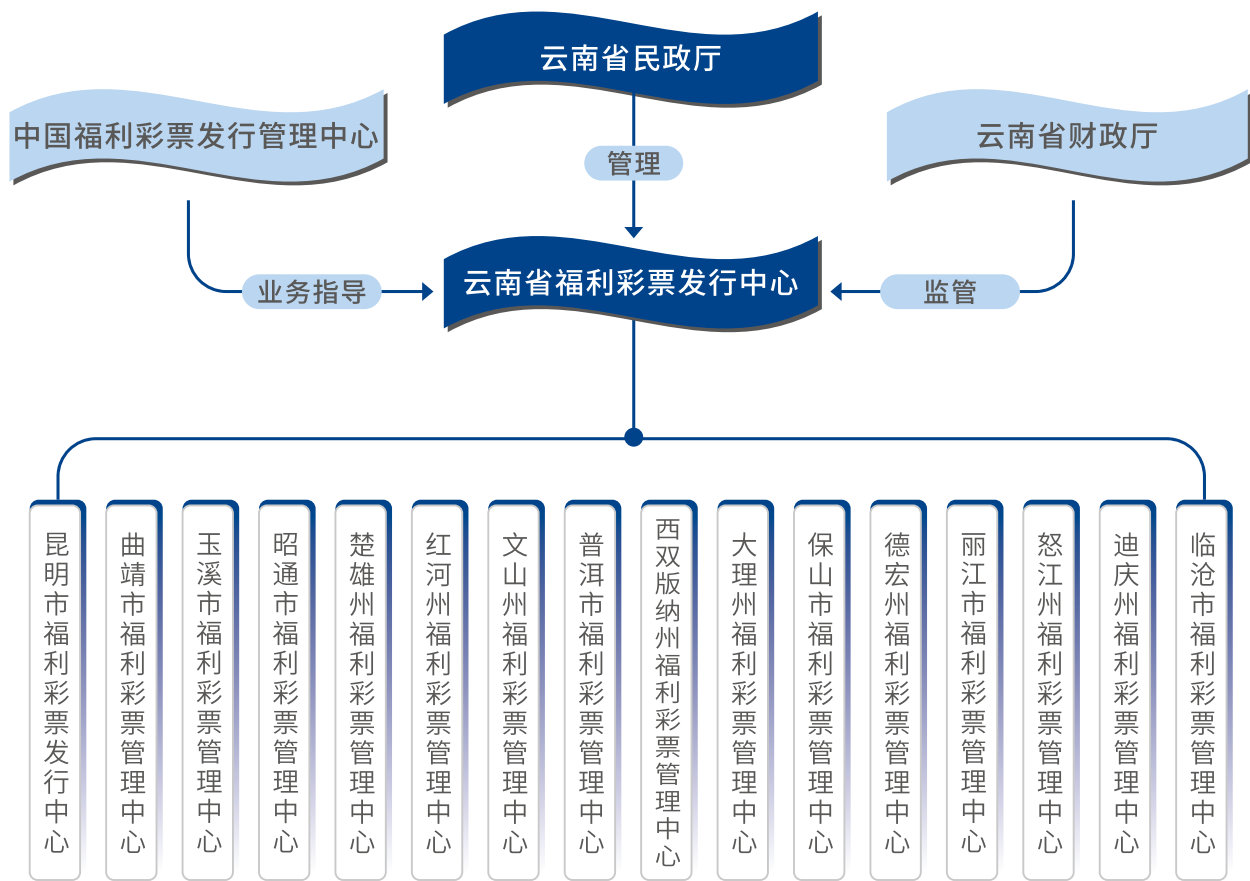 云南省民政厅
中国福利彩票发行管理中心
云南省财政厅
管理
云南省福利彩票发行中心
业务指导
监管
昆明市福利彩票发行中心
曲靖市福利彩票管理中心
玉溪市福利彩票管理中心
昭通市福利彩票管理中心
楚雄州福利彩票管理中心
红河州福利彩票管理中心
文山州福利彩票管理中心
普洱市福利彩票管理中心
西双版纳州福利彩票管理中心
大理州福利彩票管理中心
保山市福利彩票管理中心
德宏州福利彩票管理中心
丽江市福利彩票管理中心
怒江州福利彩票管理中心
迪庆州福利彩票管理中心
临沧市福利彩票管理中心